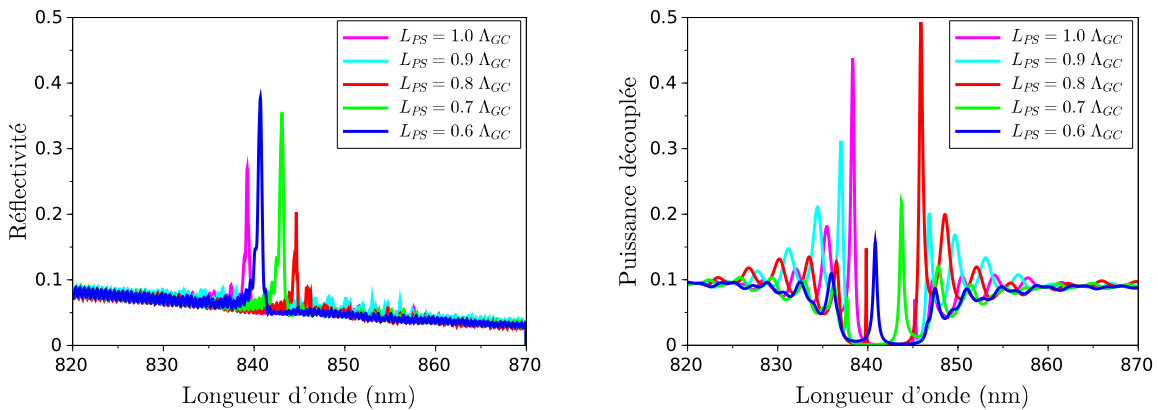 0.5
0.4
0.3
0.2
0.1
0
820 830 840 850 860 870
Réflectivité
Longueur d'onde (nm)
L_PS = 1.0 Λ_GC
L_PS = 0.9 Λ_GC
L_PS = 0.8 Λ_GC
L_PS = 0.7 Λ_GC
L_PS = 0.6 Λ_GC
0.5
0.4
0.3
0.2
0.1
0
820 830 840 850 860 870
Puissance découplée
Longueur d'onde (nm)
L_PS = 1.0 Λ_GC
L_PS = 0.9 Λ_GC
L_PS = 0.8 Λ_GC
L_PS = 0.7 Λ_GC
L_PS = 0.6 Λ_GC